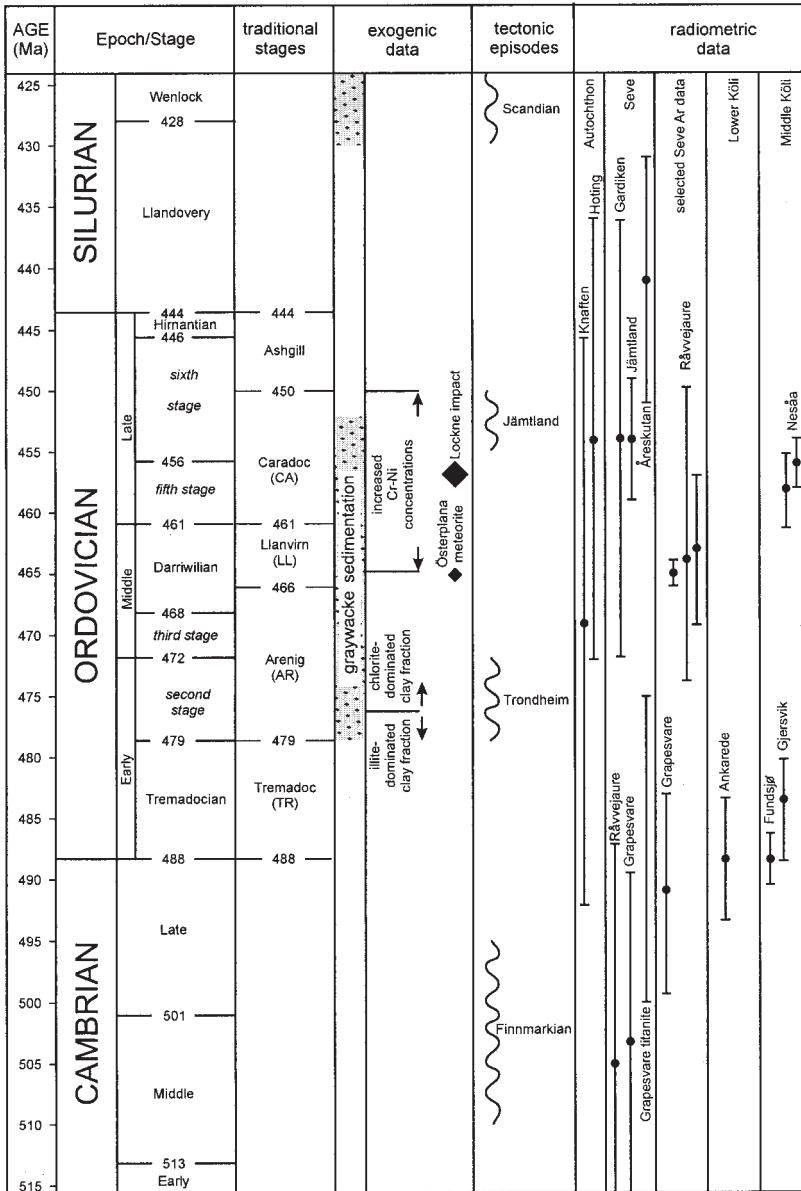 AGE
(Ma)
Epoch/Stage
traditional
stages
exogenic
data
tectonic
episodes
radiometric
data
425
430
435
440
445
450
455
460
465
470
475
480
485
490
495
500
505
510
515
SILURIAN
ORDOVICIAN
CAMBRIAN
Late
Middle
Early
Wenlock
428
Llandovery
444
Hirnantian
446
sixth
stage
456
fifth stage
461
Darriwilian
468
third stage
472
second
stage
479
Tremadocian
488
Late
501
Middle
513
Early
444
Ashgill
450
Caradoc
(CA)
461
Llanvirn
(LL)
466
Arenig
(AR)
479
Tremadoc
(TR)
488
graywacke sedimentation
increased
Cr-Ni
concentrations
chlorite-
dominated
clay fraction
illite-
dominated
clay fraction
Lockne impact
Österplana
meteorite
Scandian
Jämtland
Trondheim
Finnmarkian
Autochthon
Knaften
Hoting
Seve
Gardiken
Jämtland
Åreskutan
Råvvejaure
Grapesvare
Grapesvare titanite
selected Seve Ar data
Råvvejaure
Grapesvare
Lower Köli
Ankarede
Middle Köli
Nesåa
Fundsjø
Gjersvik